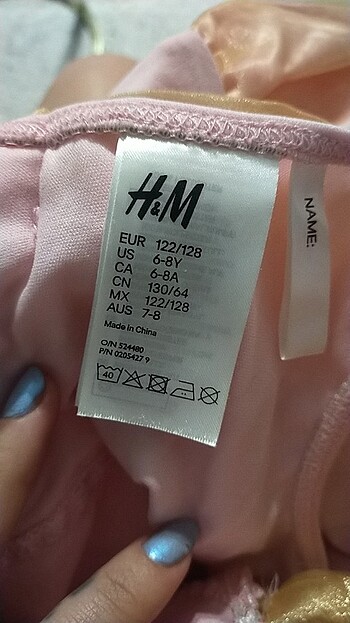 H&M
EUR 122/128
US 6-8Y
CA 6-8A
CN 130/64
MX 122/128
AUS 7-8
Made in China
O/N 524480
P/N 0205427 9
40
NAME: